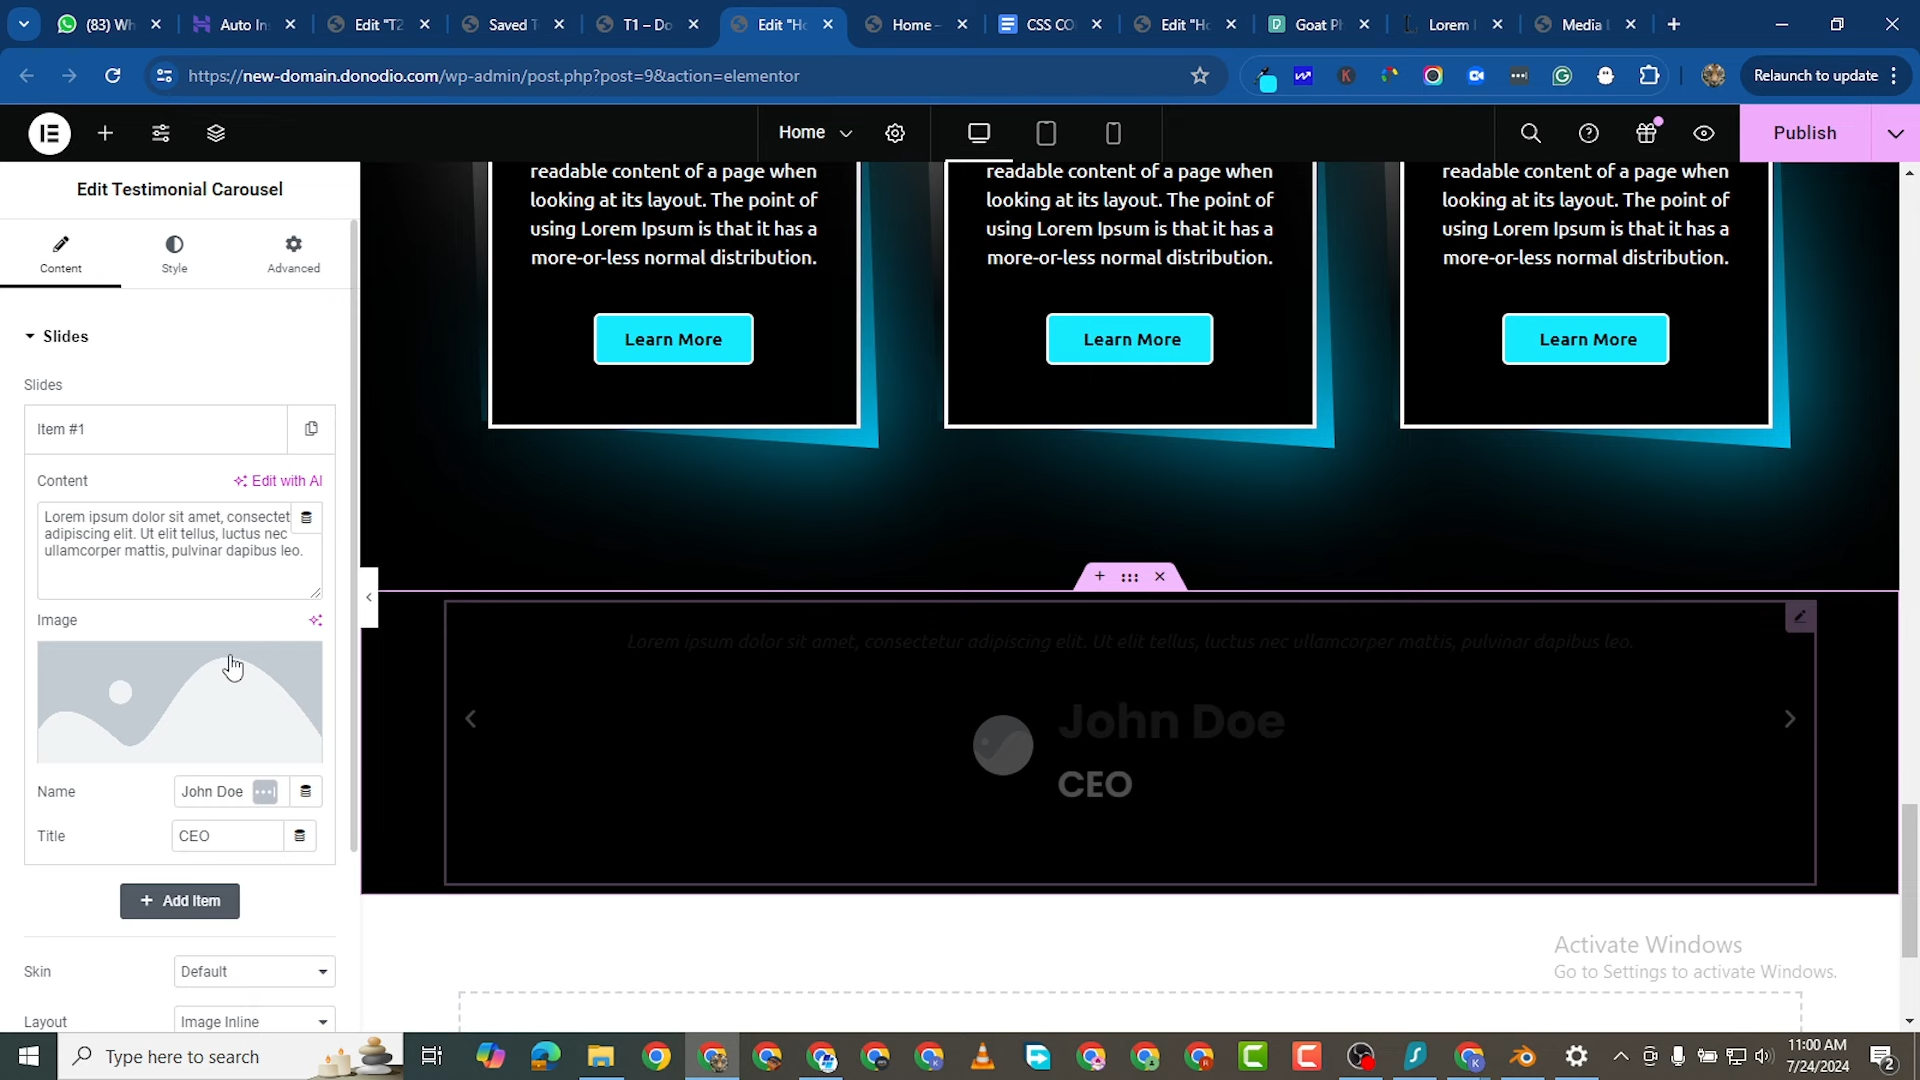 (83) Wh
Auto In
Edit "T2
Saved T
T1 – Do
Edit "Ho
Home –
CSS CO
Edit "Ho
Goat Ph
Lorem I
Media L
https://new-domain.donodio.com/wp-admin/post.php?post=9&action=elementor
Relaunch to update
Home
Publish
Edit Testimonial Carousel
Content
Style
Advanced
Slides
Slides
Item #1
Content
Edit with AI
Lorem ipsum dolor sit amet, consectet
adipiscing elit. Ut elit tellus, luctus nec
ullamcorper mattis, pulvinar dapibus leo.
Image
Name
John Doe
Title
CEO
Add Item
Skin
Default
Layout
Image Inline
readable content of a page when
looking at its layout. The point of
using Lorem Ipsum is that it has a
more-or-less normal distribution.
Learn More
readable content of a page when
looking at its layout. The point of
using Lorem Ipsum is that it has a
more-or-less normal distribution.
Learn More
readable content of a page when
looking at its layout. The point of
using Lorem Ipsum is that it has a
more-or-less normal distribution.
Learn More
Lorem ipsum dolor sit amet, consectetur adipiscing elit. Ut elit tellus, luctus nec ullamcorper mattis, pulvinar dapibus leo.
John Doe
CEO
Activate Windows
Go to Settings to activate Windows.
Type here to search
11:00 AM
7/24/2024
2